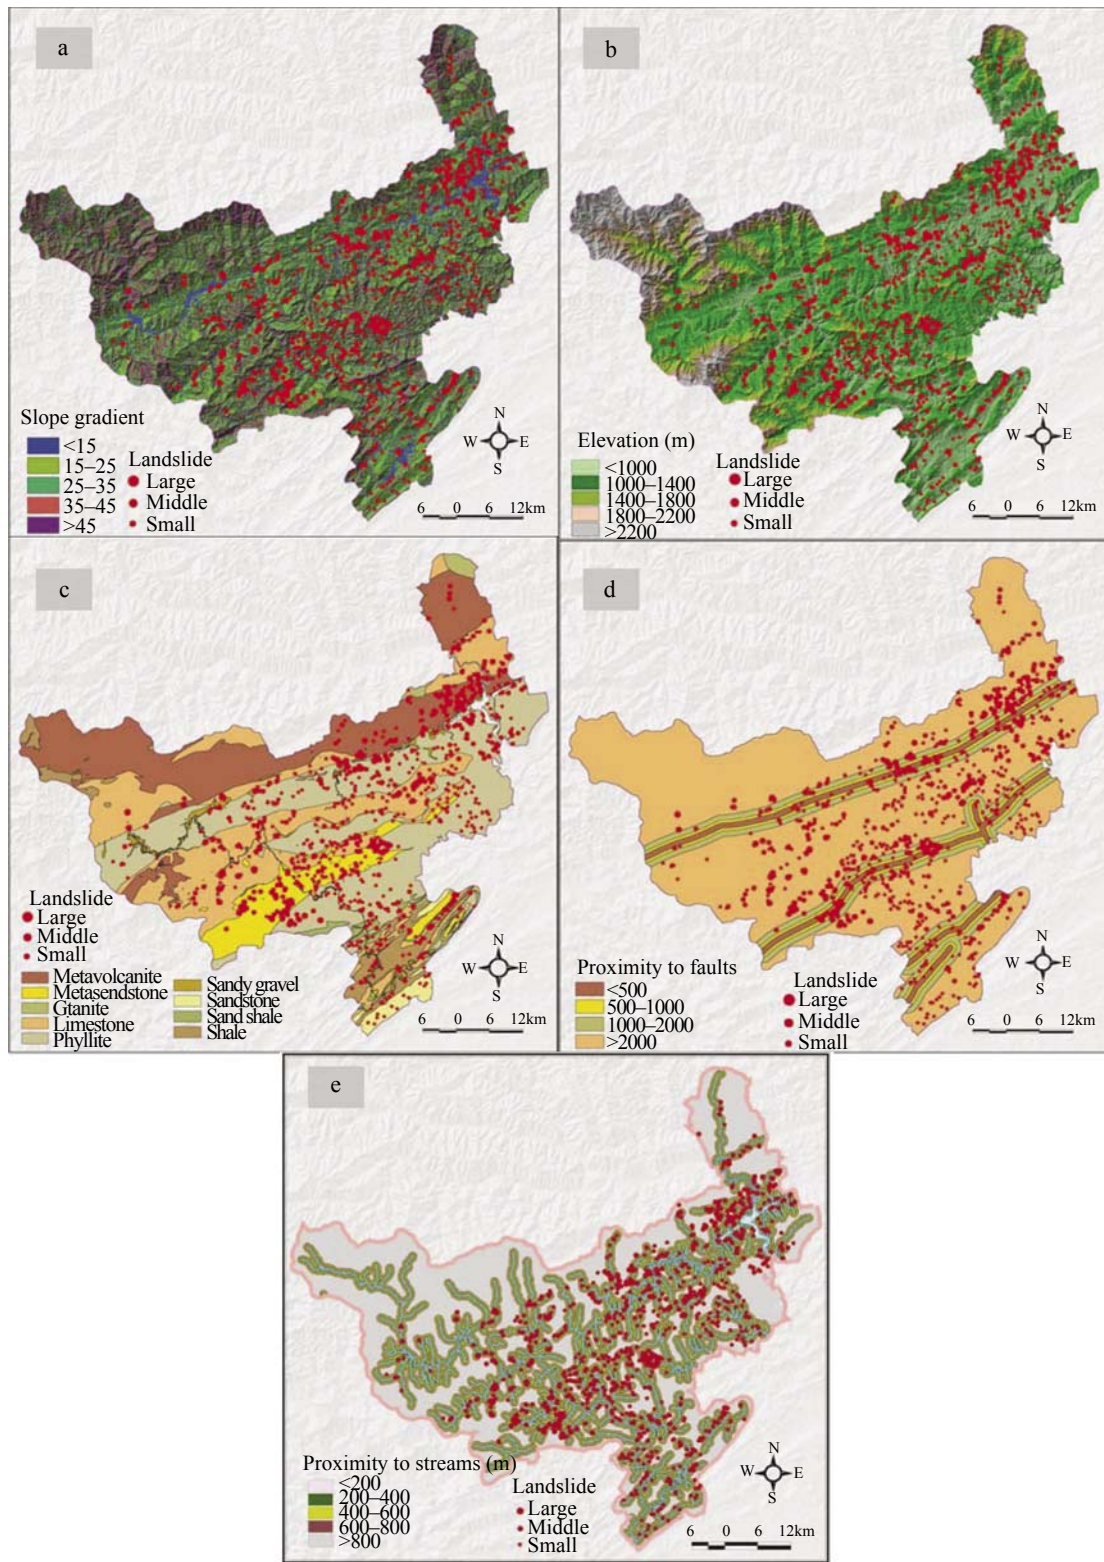 a
N
W E
S
Slope gradient
<15
15–25
25–35
35–45
>45
Landslide
Large
Middle
Small
6 0 6 12km
b
N
W E
S
Elevation (m)
<1000
1000–1400
1400–1800
1800–2200
>2200
Landslide
Large
Middle
Small
6 0 6 12km
c
N
W E
S
Landslide
Large
Middle
Small
Metavolcanite
Metasendstone
Gtanite
Limestone
Phyllite
Sandy gravel
Sandstone
Sand shale
Shale
6 0 6 12km
d
N
W E
S
Proximity to faults
<500
500–1000
1000–2000
>2000
Landslide
Large
Middle
Small
6 0 6 12km
e
N
W E
S
Proximity to streams (m)
<200
200–400
400–600
600–800
>800
Landslide
Large
Middle
Small
6 0 6 12km